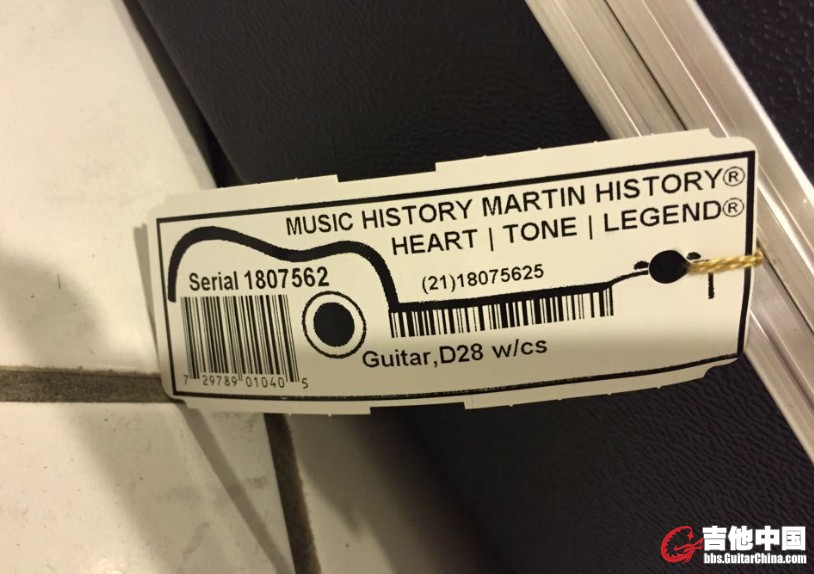 MUSIC HISTORY MARTIN HISTORY®
HEART | TONE | LEGEND®
Serial 1807562
(21)18075625
7 29789 01040 5
Guitar,D28 w/cs
吉他中国
bbs.GuitarChina.com